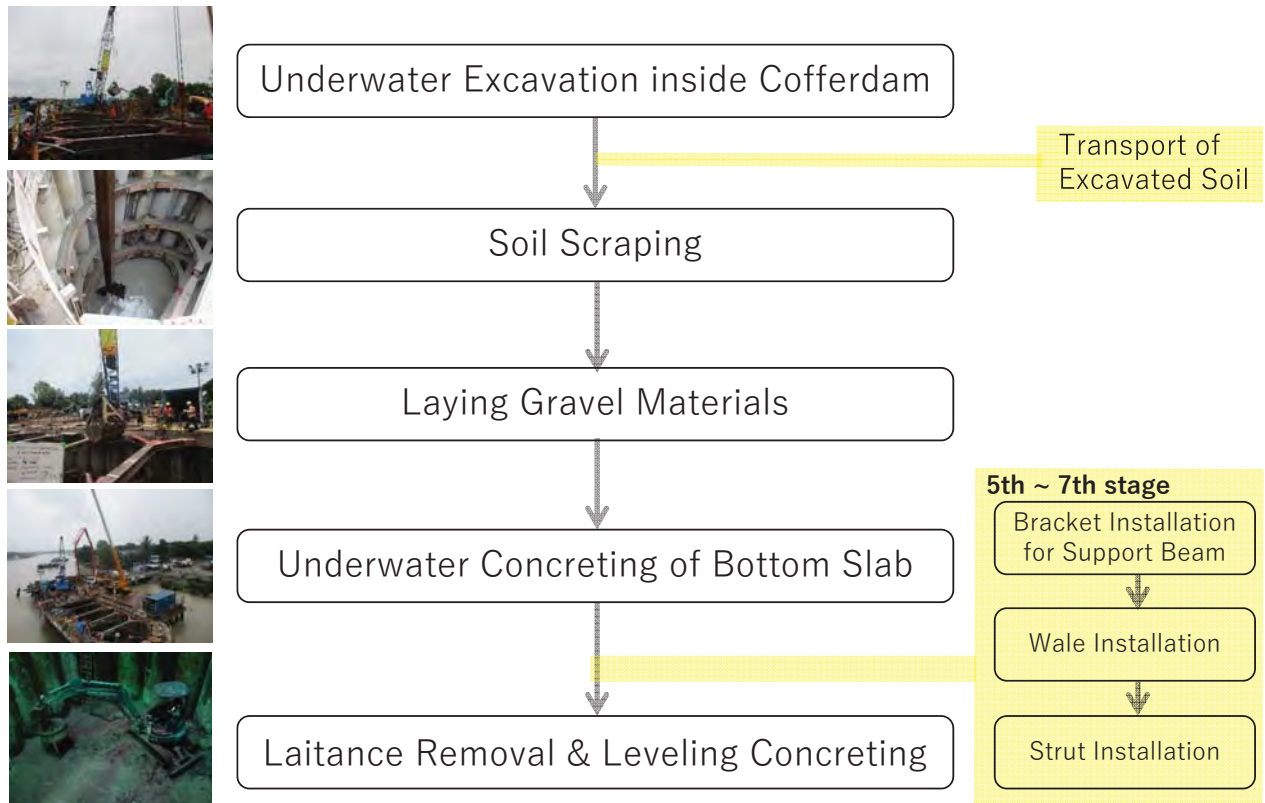 Underwater Excavation inside Cofferdam
Transport of
Excavated Soil
Soil Scraping
Laying Gravel Materials
Underwater Concreting of Bottom Slab
5th ~ 7th stage
Bracket Installation
for Support Beam
Wale Installation
Strut Installation
Laitance Removal & Leveling Concreting